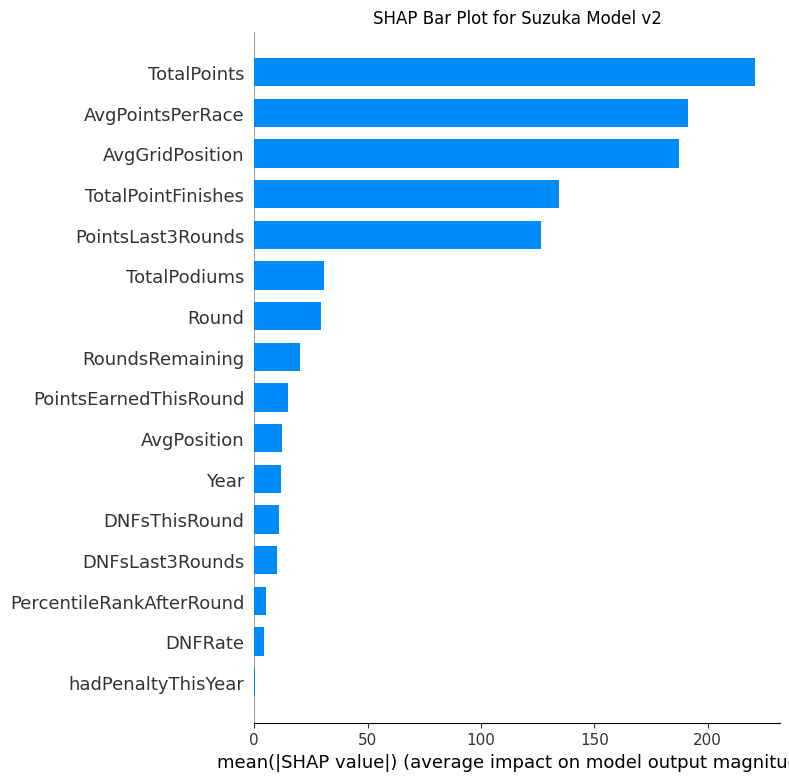 SHAP Bar Plot for Suzuka Model v2
TotalPoints
AvgPointsPerRace
AvgGridPosition
TotalPointFinishes
PointsLast3Rounds
TotalPodiums
Round
RoundsRemaining
PointsEarnedThisRound
AvgPosition
Year
DNFsThisRound
DNFsLast3Rounds
PercentileRankAfterRound
DNFRate
hadPenaltyThisYear
0 50 100 150 200
mean(|SHAP value|) (average impact on model output magnitu